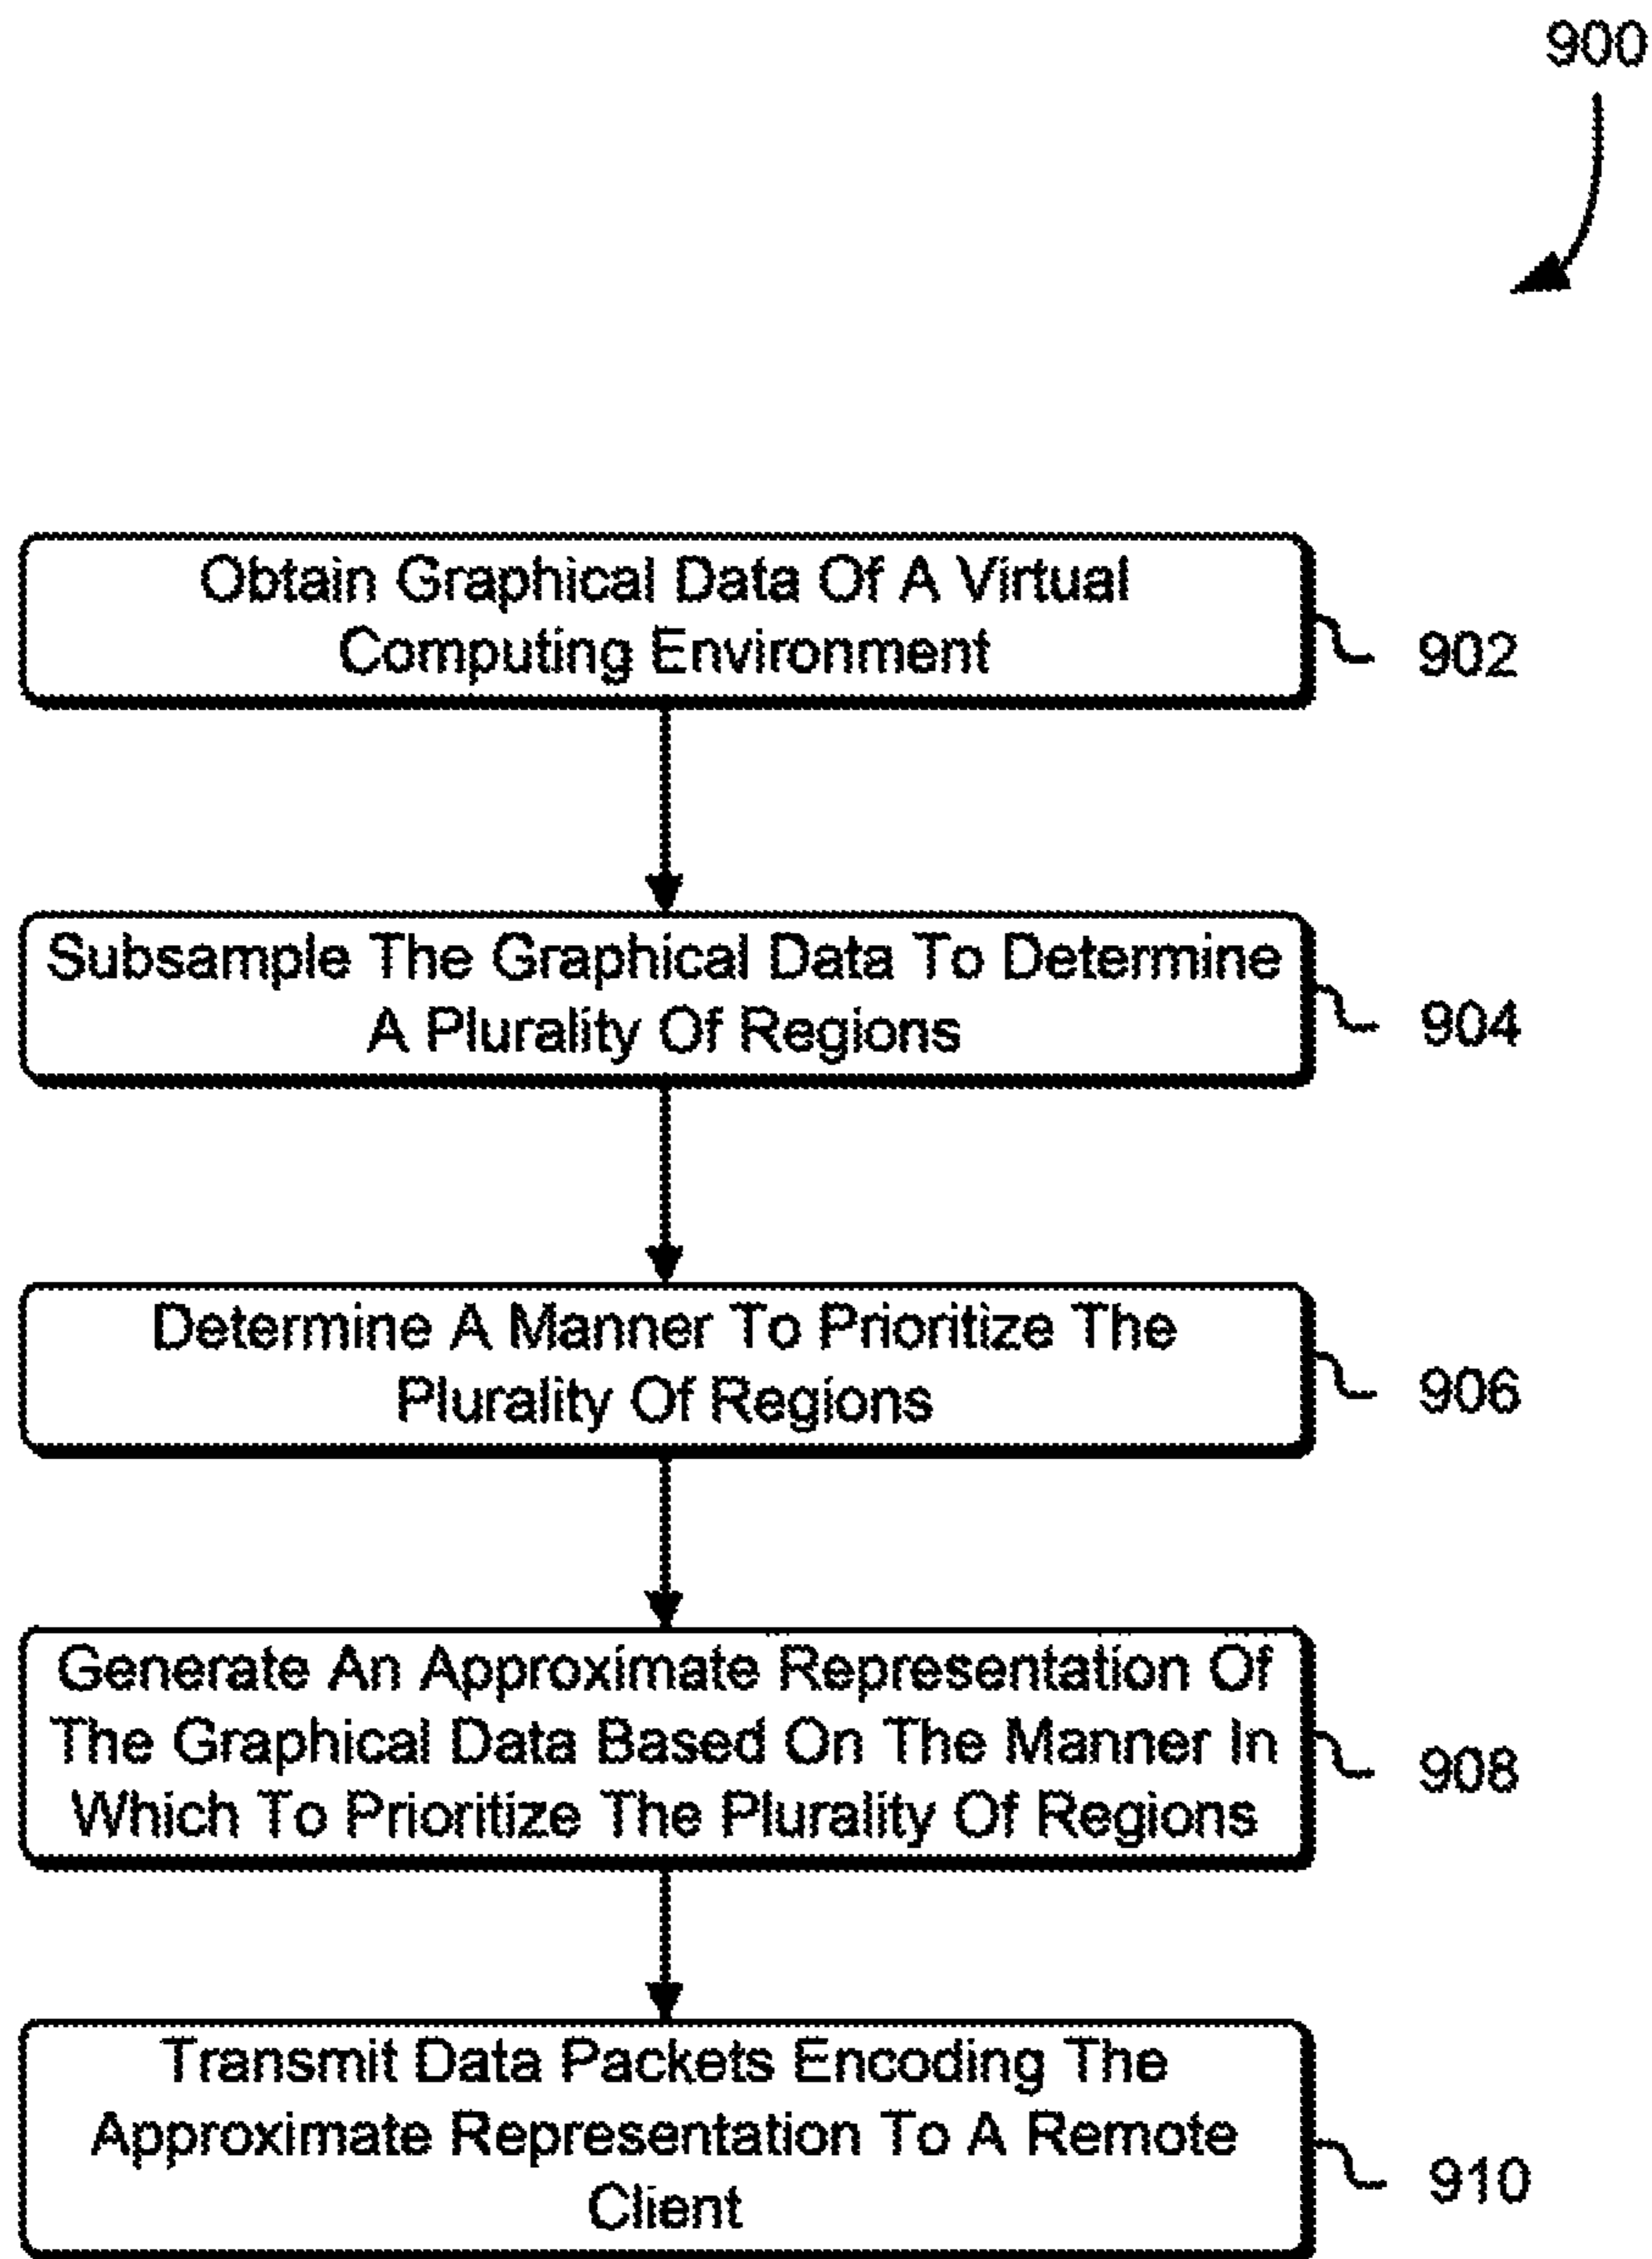 900
Obtain Graphical Data Of A Virtual
Computing Environment
902
Subsample The Graphical Data To Determine
A Plurality Of Regions
904
Determine A Manner To Prioritize The
Plurality Of Regions
906
Generate An Approximate Representation Of
The Graphical Data Based On The Manner In
Which To Prioritize The Plurality Of Regions
908
Transmit Data Packets Encoding The
Approximate Representation To A Remote
Client
910